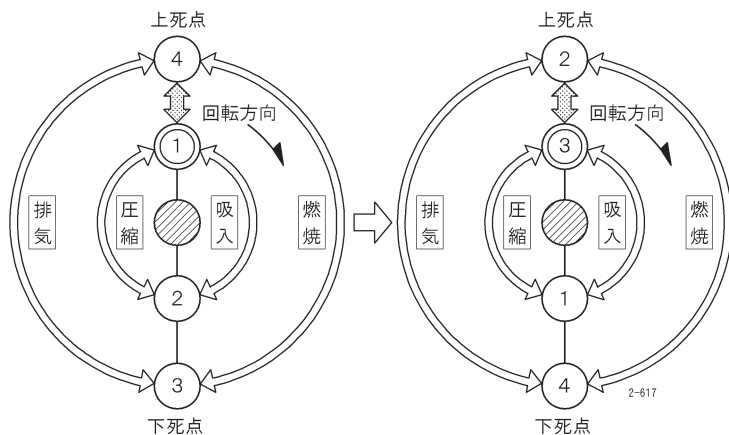 上死点
4
回転方向
1
排気
圧縮
吸入
燃焼
2
3
下死点
上死点
2
回転方向
3
排気
圧縮
吸入
燃焼
1
4
2-617
下死点